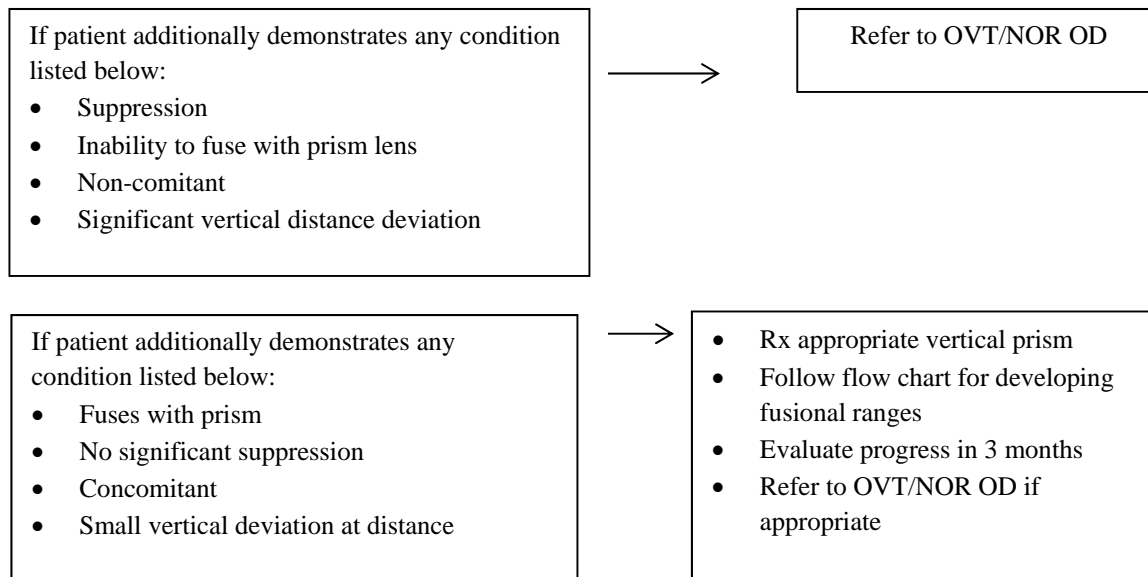 If patient additionally demonstrates any condition
listed below:
• Suppression
• Inability to fuse with prism lens
• Non-comitant
• Significant vertical distance deviation
Refer to OVT/NOR OD
If patient additionally demonstrates any
condition listed below:
• Fuses with prism
• No significant suppression
• Concomitant
• Small vertical deviation at distance
• Rx appropriate vertical prism
• Follow flow chart for developing
fusional ranges
• Evaluate progress in 3 months
• Refer to OVT/NOR OD if
appropriate